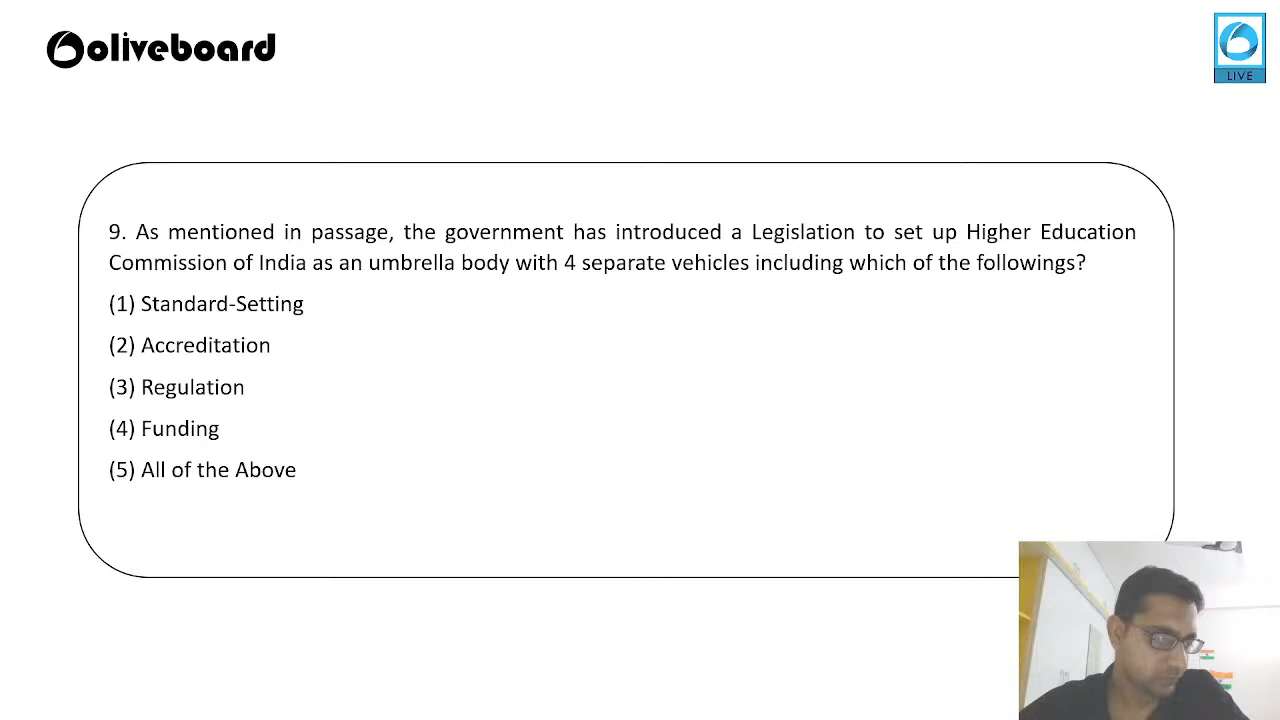 oliveboard
LIVE
9. As mentioned in passage, the government has introduced a Legislation to set up Higher Education
Commission of India as an umbrella body with 4 separate vehicles including which of the followings?
(1) Standard-Setting
(2) Accreditation
(3) Regulation
(4) Funding
(5) All of the Above